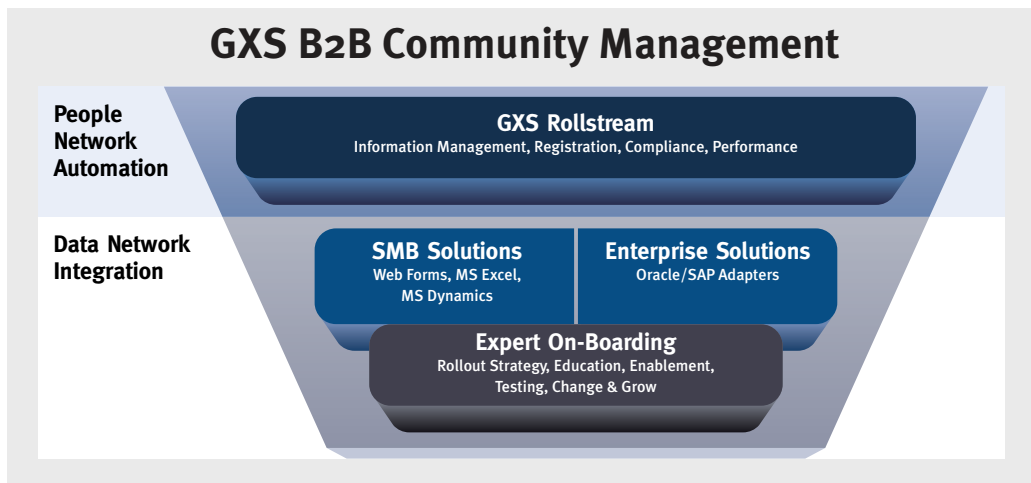 GXS B2B Community Management
People
Network
Automation
GXS Rollstream
Information Management, Registration, Compliance, Performance
Data Network
Integration
SMB Solutions
Web Forms, MS Excel,
MS Dynamics
Enterprise Solutions
Oracle/SAP Adapters
Expert On-Boarding
Rollout Strategy, Education, Enablement,
Testing, Change & Grow